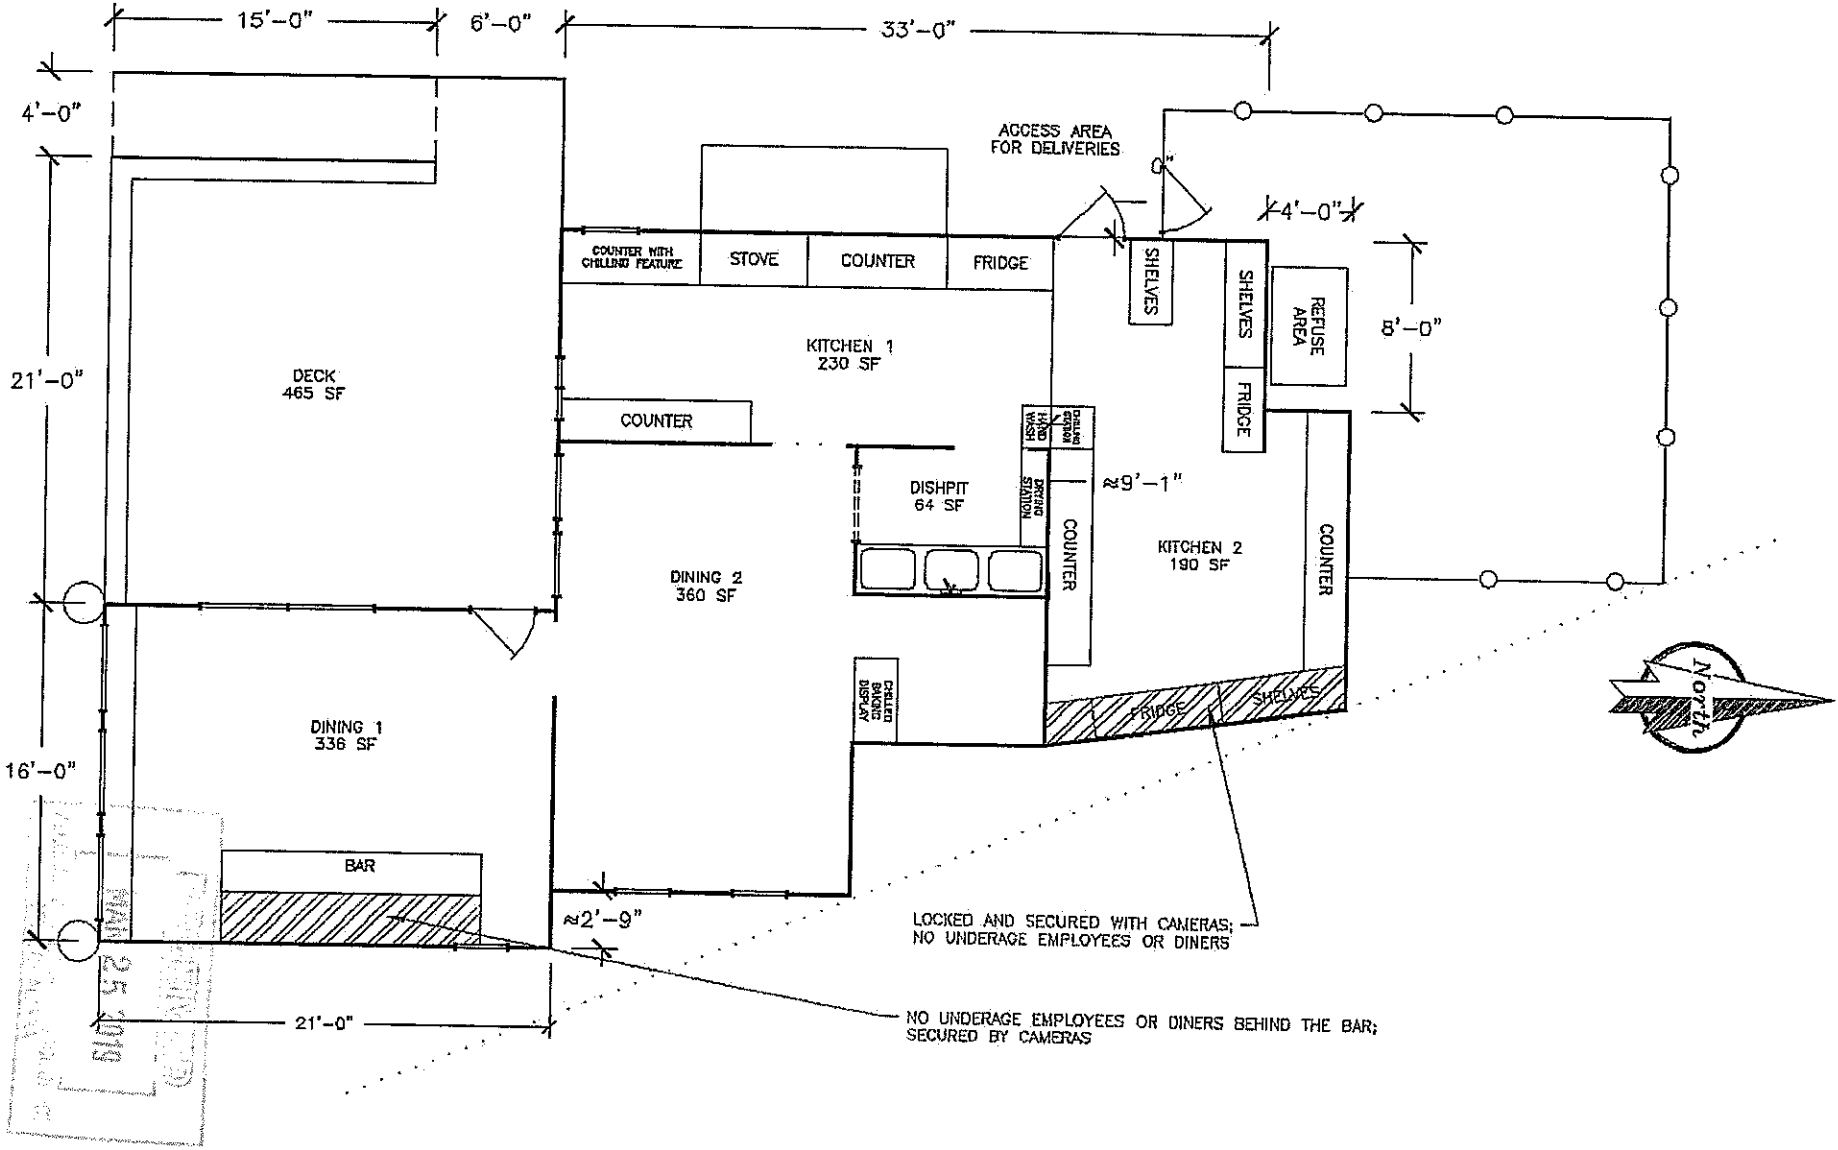 15'-0"
6'-0"
33'-0"
4'-0"
ACCESS AREA
FOR DELIVERIES
0"
4'-0"
COUNTER WITH
CHILLING FEATURE
STOVE
COUNTER
FRIDGE
SHELVES
SHELVES
REFUSE
AREA
8'-0"
KITCHEN 1
230 SF
21'-0"
DECK
465 SF
COUNTER
FRIDGE
CHILLING
STATION
HAND
WASH
DISHPIT
64 SF
DRYING
STATION
≈9'-1"
COUNTER
KITCHEN 2
190 SF
COUNTER
DINING 2
360 SF
CHILLED
BAKING
DISPLAY
FRIDGE
SHELVES
North
DINING 1
336 SF
16'-0"
BAR
≈2'-9"
LOCKED AND SECURED WITH CAMERAS;
NO UNDERAGE EMPLOYEES OR DINERS
21'-0"
NO UNDERAGE EMPLOYEES OR DINERS BEHIND THE BAR;
SECURED BY CAMERAS
25 2019